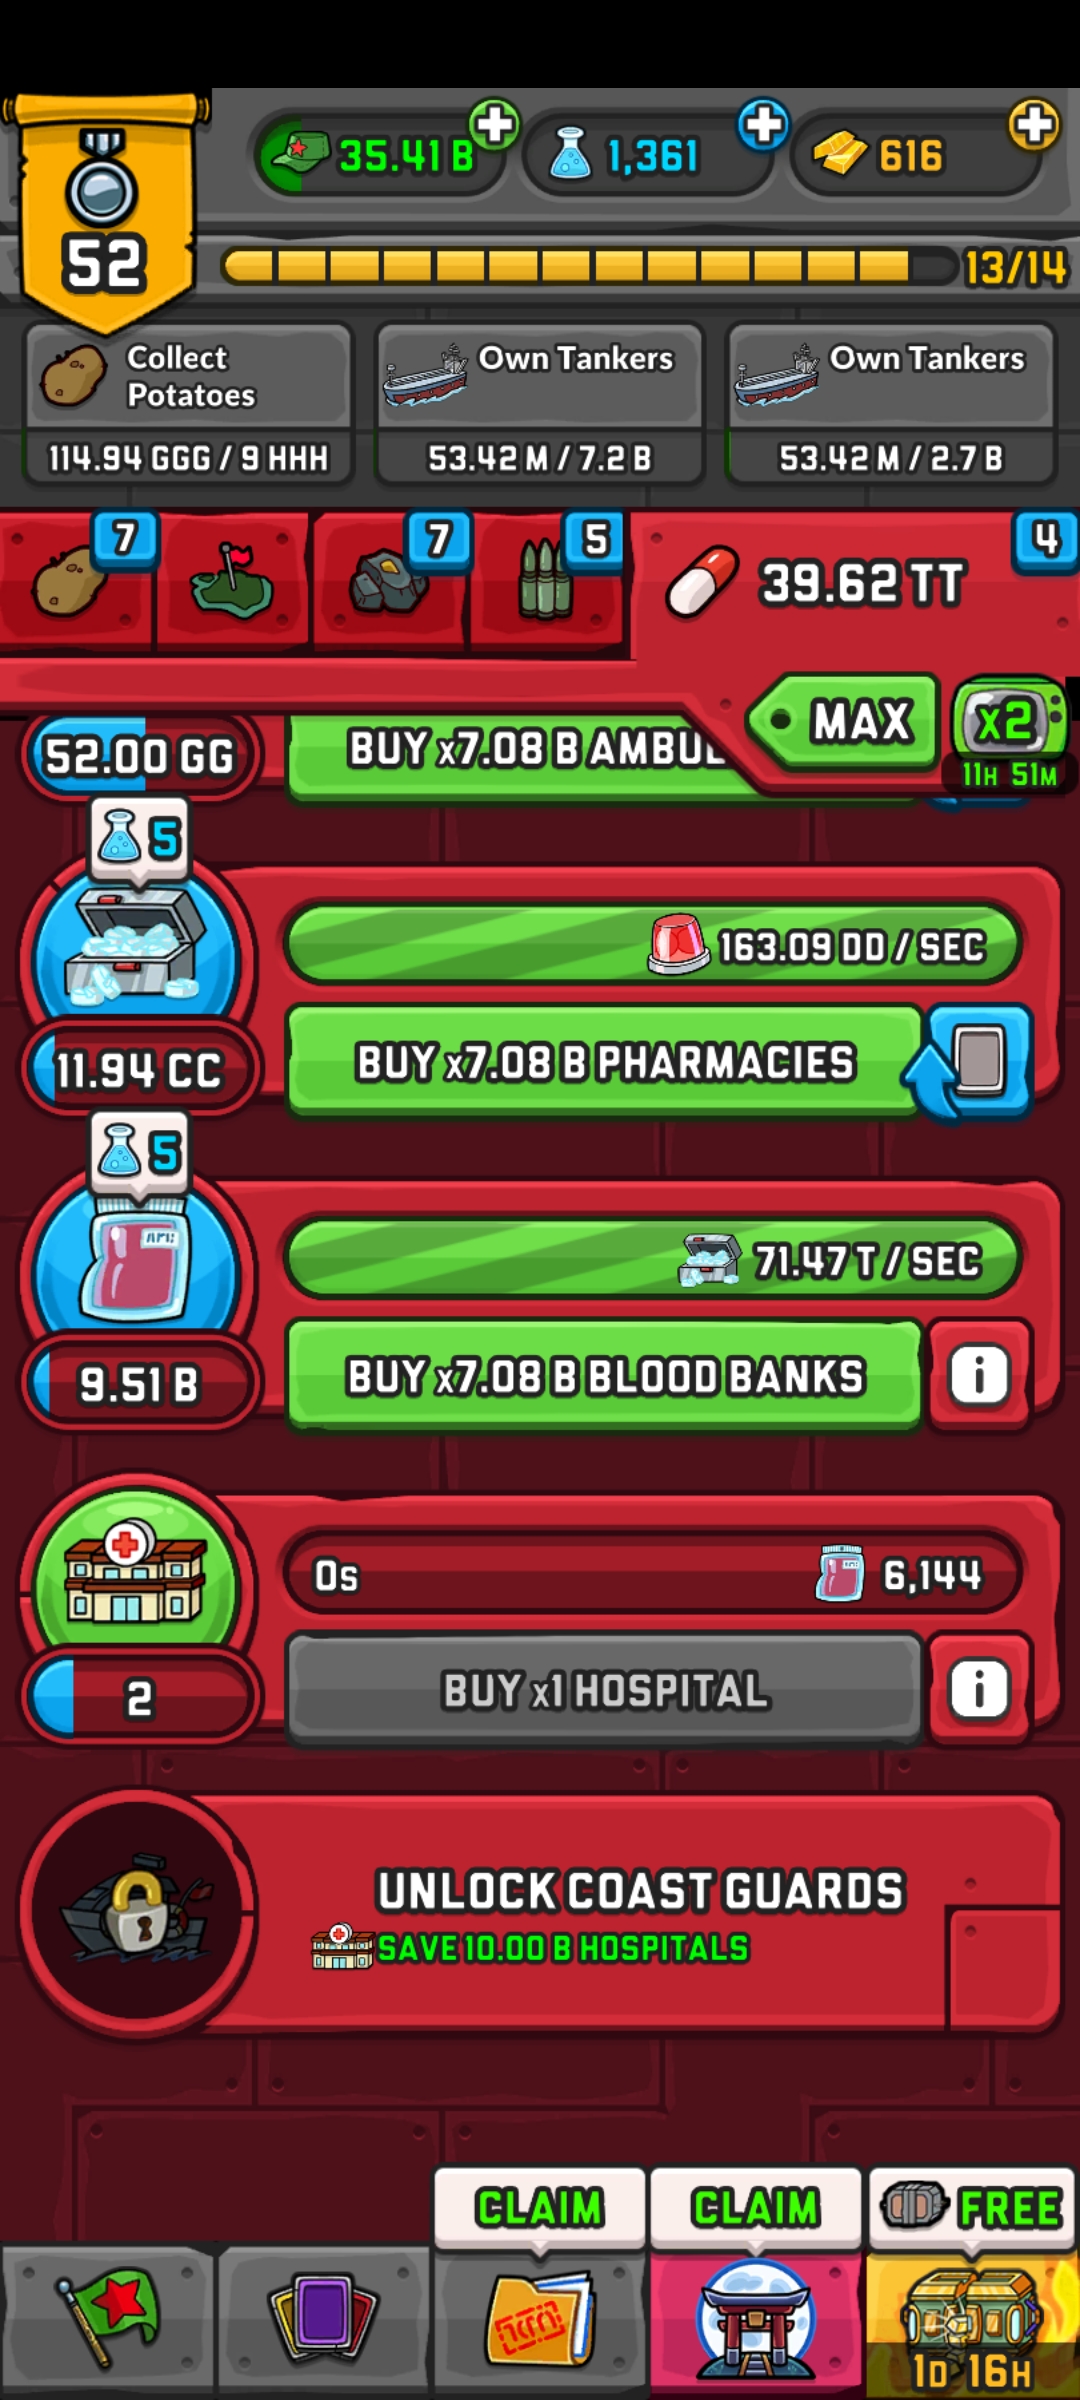 35.41 B
1,361
616
52
13/14
Collect
Potatoes
114.94 GGG / 9 HHH
Own Tankers
53.42 M / 7.2 B
Own Tankers
53.42 M / 2.7 B
7
7
5
39.62 TT
4
MAX
x2
11H 51M
52.00 GG
BUY x7.08 B AMBUL
5
163.09 DD / SEC
11.94 CC
BUY x7.08 B PHARMACIES
5
71.47 T / SEC
9.51 B
BUY x7.08 B BLOOD BANKS
i
0s
6,144
2
BUY x1 HOSPITAL
i
UNLOCK COAST GUARDS
SAVE 10.00 B HOSPITALS
CLAIM
CLAIM
FREE
1D 16H